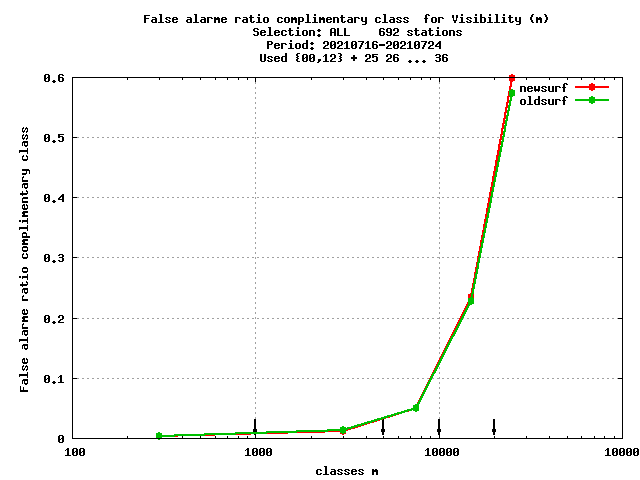 False alarme ratio complimentary class  for Visibility (m)
Selection: ALL    692 stations
Period: 20210716-20210724
Used {00,12} + 25 26 ... 36
newsurf
oldsurf
False alarme ratio complimentary class
0.6
0.5
0.4
0.3
0.2
0.1
0
100 1000 10000 100000
classes m